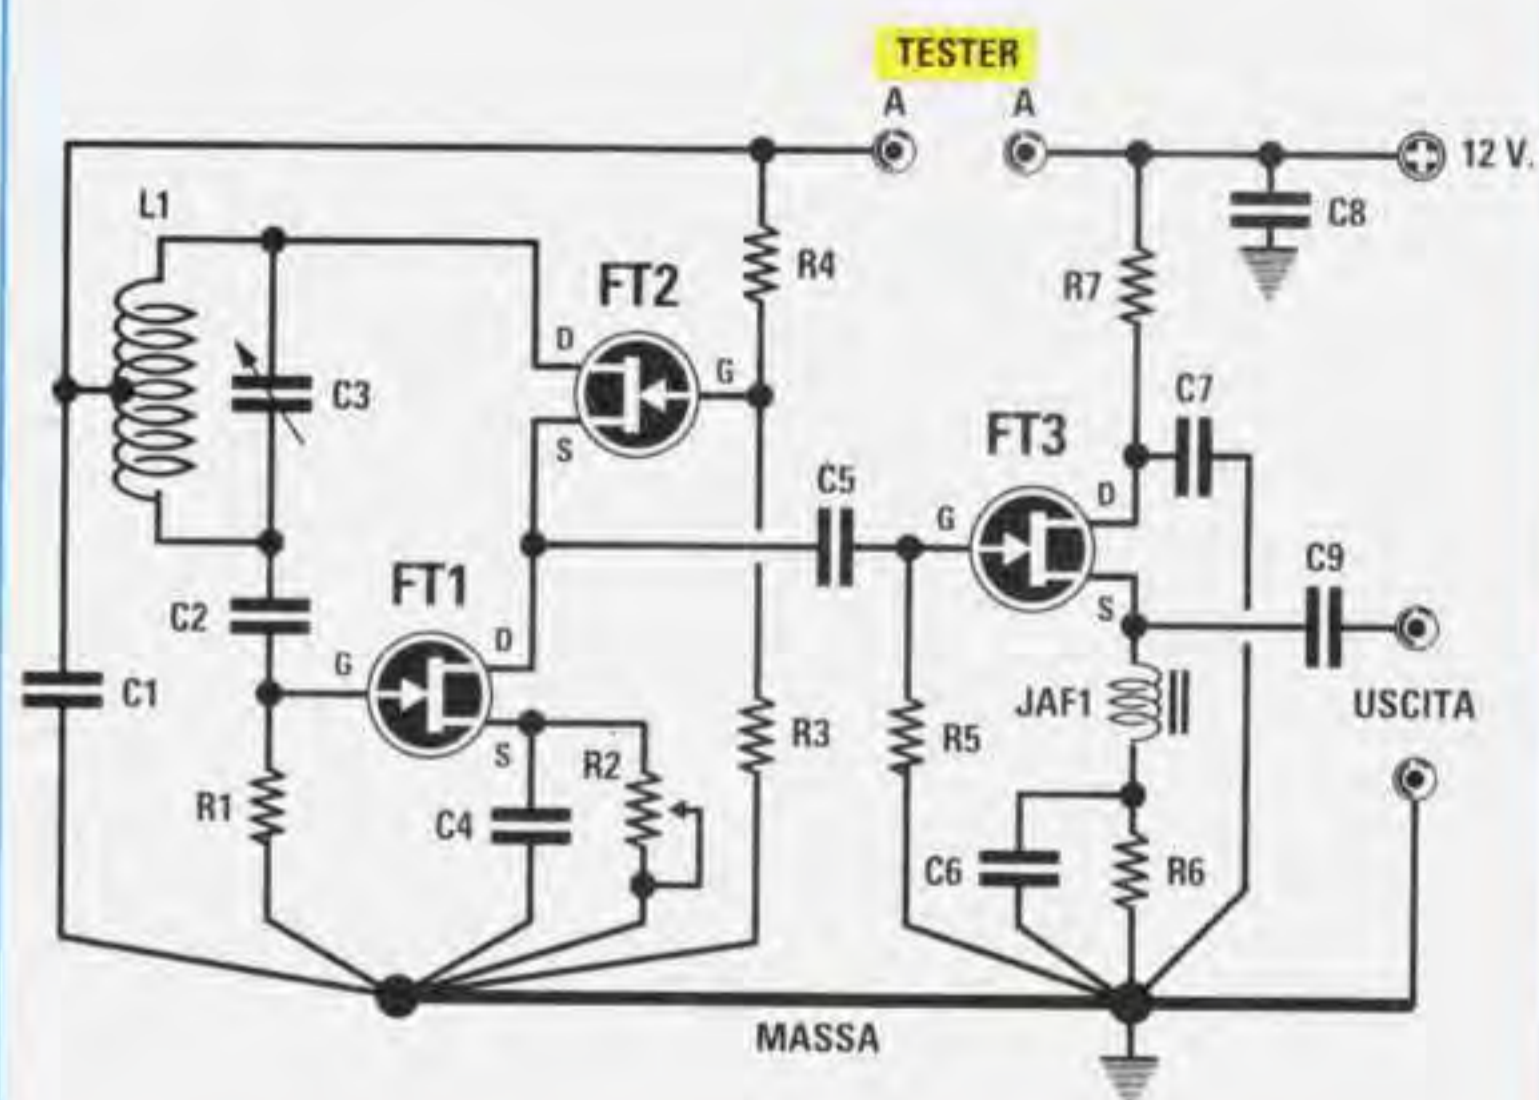 TESTER
A A
12 V.
C8
L1
FT2
R4
R7
D
G
C3
S
C7
FT3
C5
D
G
C9
FT1
C2
D
G
S
C1
JAF1
USCITA
R3
R5
S
R2
R1
C4
C6
R6
MASSA